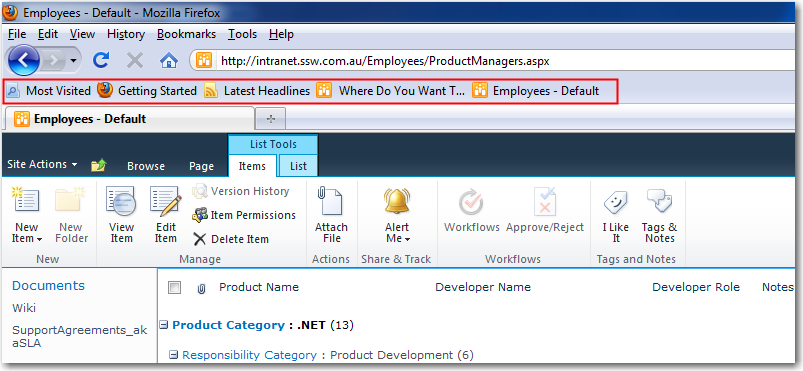 Employees - Default - Mozilla Firefox
File Edit View History Bookmarks Tools Help
http://intranet.ssw.com.au/Employees/ProductManagers.aspx
Most Visited Getting Started Latest Headlines Where Do You Want T... Employees - Default
Employees - Default
List Tools
Site Actions Browse Page Items List
New Item New Folder View Item Edit Item Version History Item Permissions Delete Item Attach File Alert Me Workflows Approve/Reject I Like It Tags & Notes
New Manage Actions Share & Track Workflows Tags and Notes
Documents Product Name Developer Name Developer Role Notes
Wiki
SupportAgreements_ak
aSLA
Product Category : .NET (13)
Responsibility Category : Product Development (6)